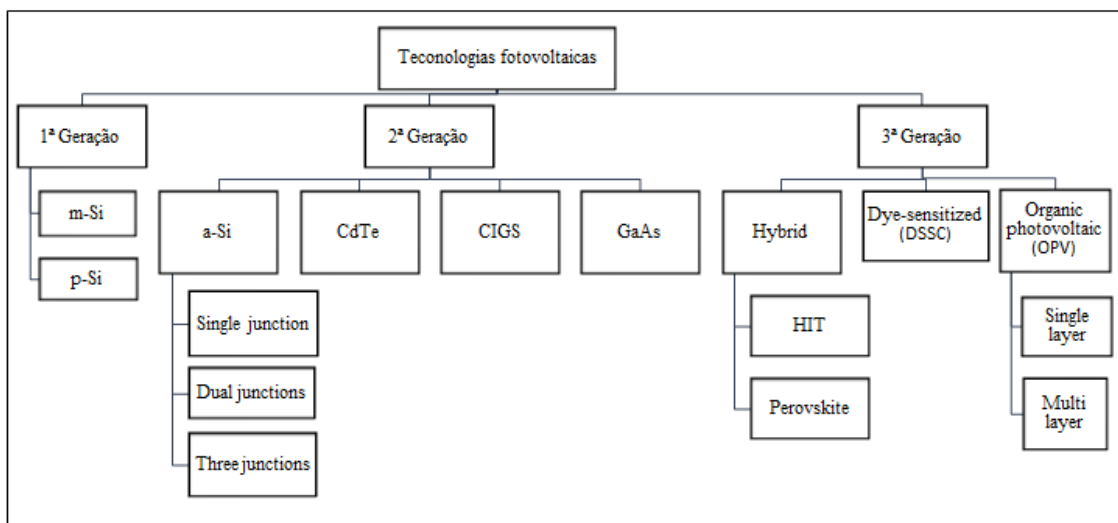 Teconologias fotovoltaicas
1ª Geração
2ª Geração
3ª Geração
m-Si
p-Si
a-Si
CdTe
CIGS
GaAs
Hybrid
Dye-sensitized
(DSSC)
Organic
photovoltaic
(OPV)
Single junction
Dual junctions
Three junctions
HIT
Perovskite
Single
layer
Multi
layer